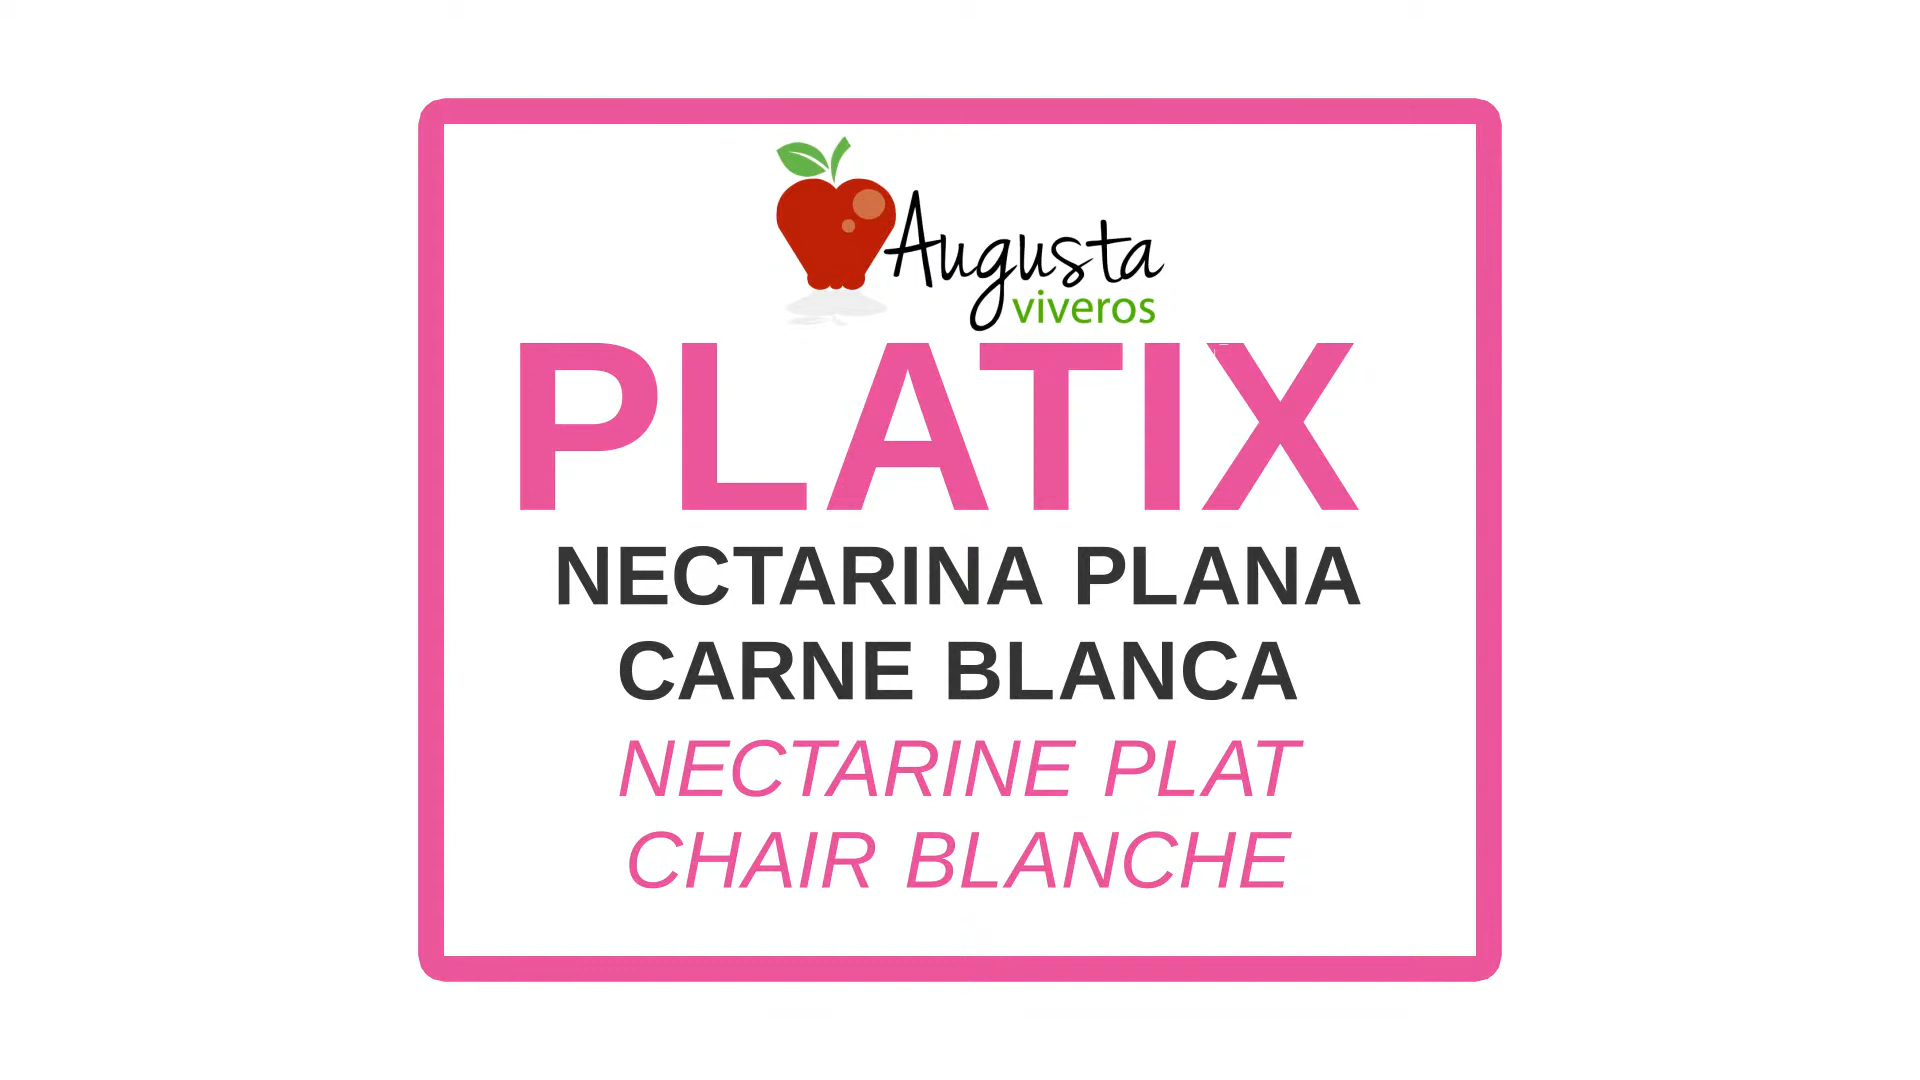 Augusta
viveros
PLATIX
NECTARINA PLANA
CARNE BLANCA
NECTARINE PLAT
CHAIR BLANCHE